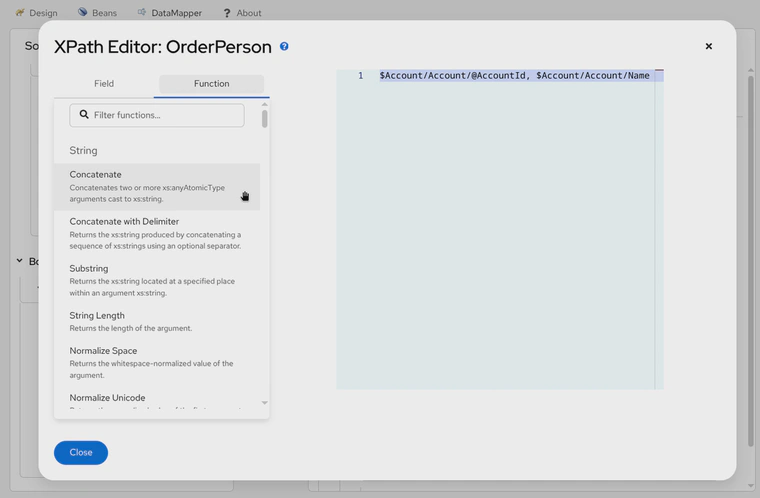 Design Beans DataMapper ? About
So
XPath Editor: OrderPerson ?
Field Function
1 $Account/Account/@AccountId, $Account/Account/Name
Filter functions...
String
Concatenate
Concatenates two or more xs:anyAtomicType
arguments cast to xs:string.
Concatenate with Delimiter
Returns the xs:string produced by concatenating a
sequence of xs:strings using an optional separator.
Substring
Returns the xs:string located at a specified place
within an argument xs:string.
Bo
String Length
Returns the length of the argument.
Normalize Space
Returns the whitespace-normalized value of the
argument.
Normalize Unicode
Close